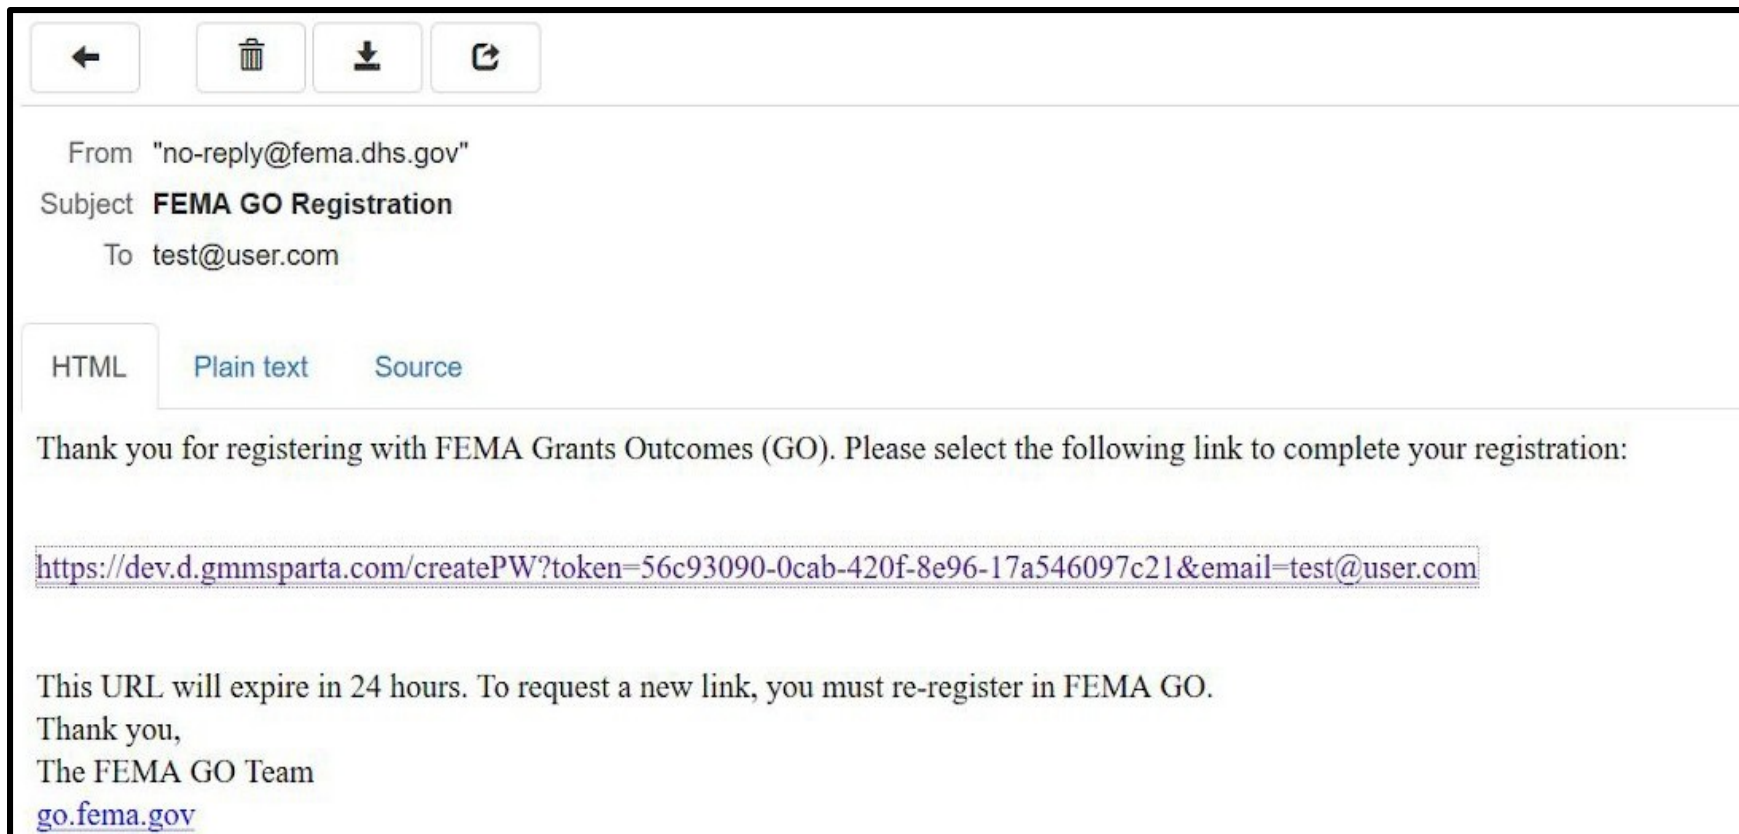 From "no-reply@fema.dhs.gov"
Subject FEMA GO Registration
To test@user.com
HTML Plain text Source
Thank you for registering with FEMA Grants Outcomes (GO). Please select the following link to complete your registration:
https://dev.d.gmmsparta.com/createPW?token=56c93090-0cab-420f-8e96-17a546097c21&email=test@user.com
This URL will expire in 24 hours. To request a new link, you must re-register in FEMA GO.
Thank you,
The FEMA GO Team
go.fema.gov